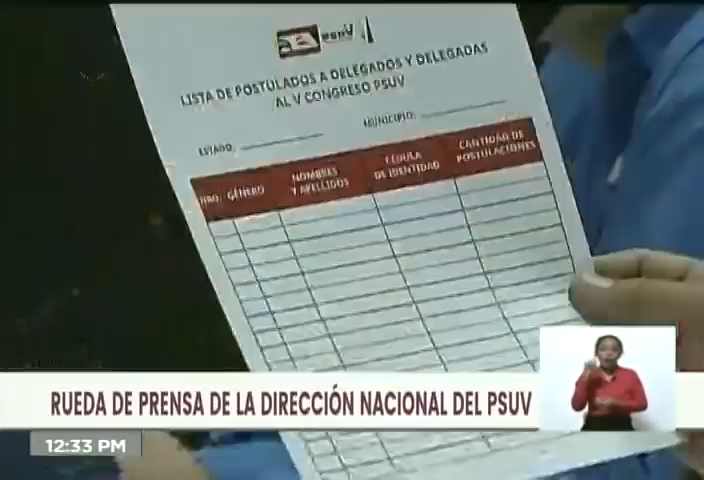 PSUV
LISTA DE POSTULADOS A DELEGADOS Y DELEGADAS
AL V CONGRESO PSUV
ESTADO: MUNICIPIO:
NRO. GÉNERO NOMBRES Y APELLIDOS CÉDULA DE IDENTIDAD CANTIDAD DE POSTULACIONES
RUEDA DE PRENSA DE LA DIRECCIÓN NACIONAL DEL PSUV
12:33 PM